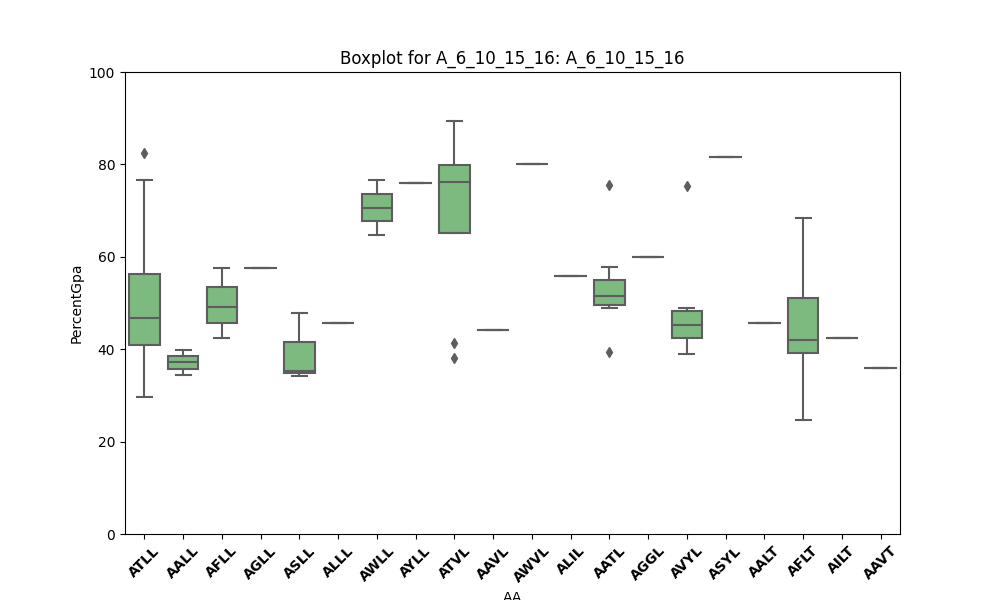 Boxplot for A_6_10_15_16: A_6_10_15_16
100
80
60
40
20
0
PercentGpa
ATLL AALL AFLL AGLL ASLL ALLL AWLL AYLL ATVL AAVL AWVL ALIL AATL AGGL AVYL ASYL AALT AFLT AILT AAVT
AA